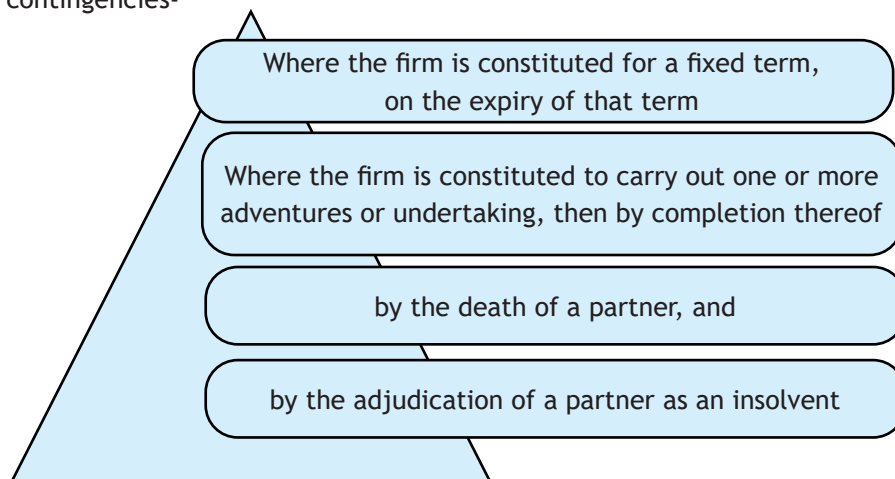 contingencies-
Where the firm is constituted for a fixed term,
on the expiry of that term
Where the firm is constituted to carry out one or more
adventures or undertaking, then by completion thereof
by the death of a partner, and
by the adjudication of a partner as an insolvent